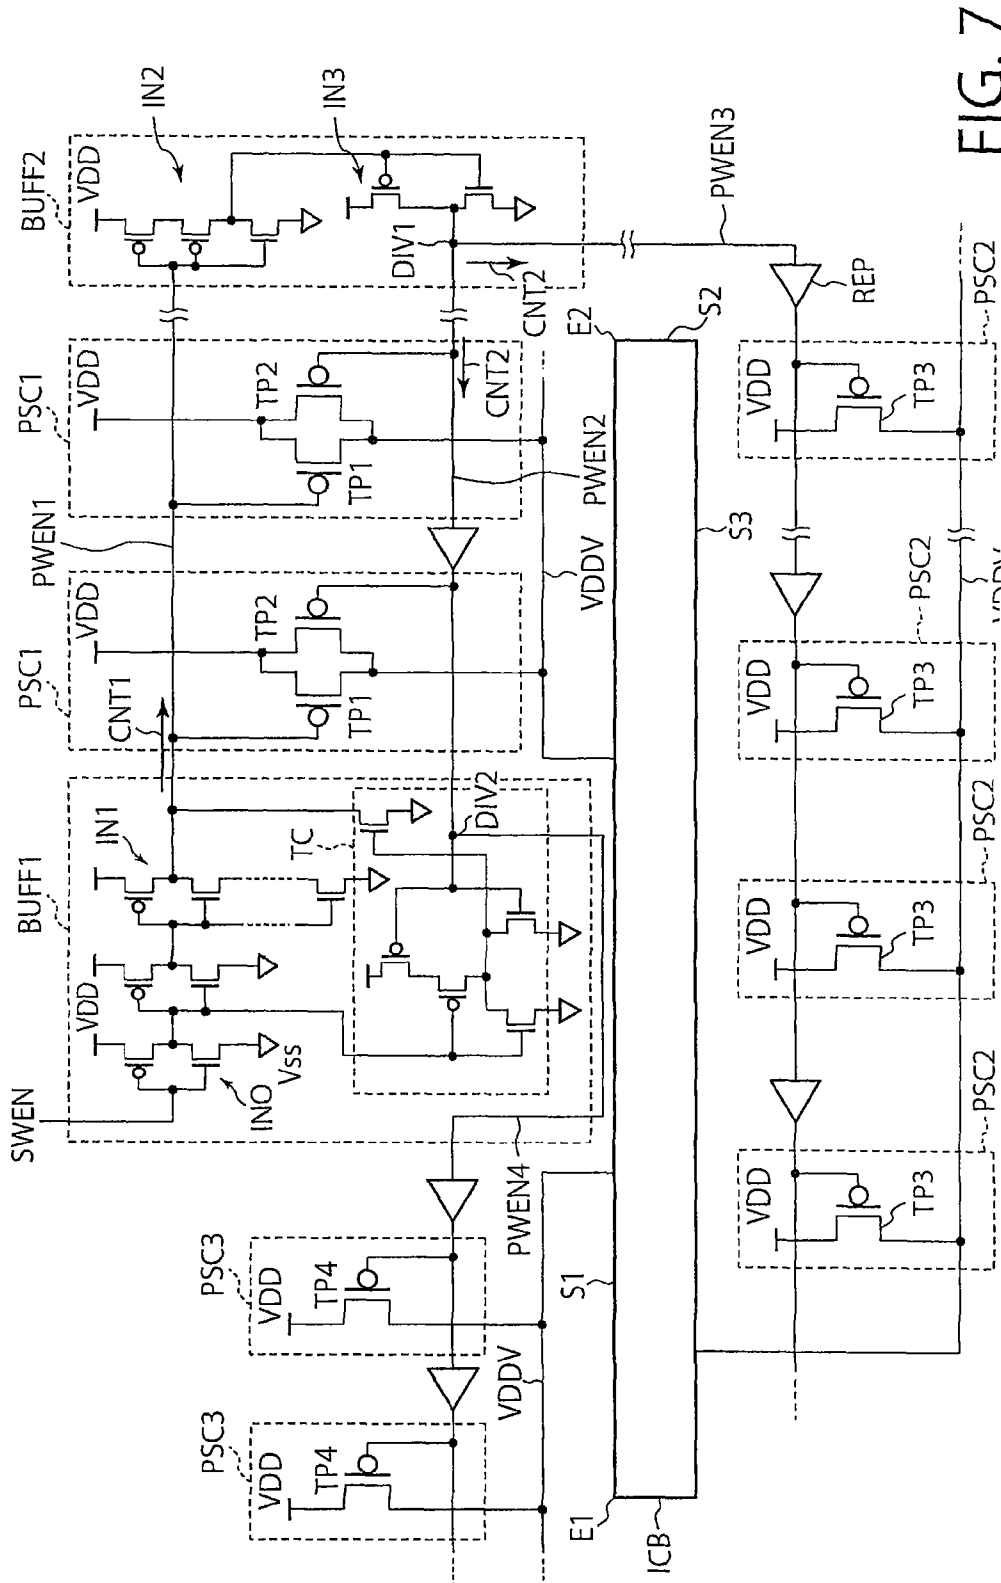 SWEN
BUFF1
PSC1
PSC1
BUFF2
PWEN1
VDD
IN1
CNT1
VDD
VDD
VDD
IN2
INO
Vss
TC
TP2
TP2
IN3
TP1
TP1
DIV2
DIV1
CNT2
CNT2
PSC3
PSC3
VDD
VDD
TP4
TP4
PWEN4
PWEN2
VDDV
VDDV
E1
S1
E2
ICB
S3
S2
PWEN3
VDD
VDD
VDD
VDD
REP
TP3
TP3
TP3
TP3
PSC2
PSC2
PSC2
PSC2
FIG. 7